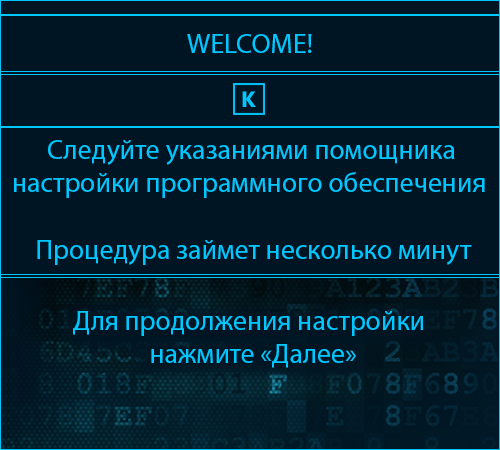 WELCOME!
K
Следуйте указаниями помощника
настройки программного обеспечения
Процедура займет несколько минут
Для продолжения настройки
нажмите «Далее»